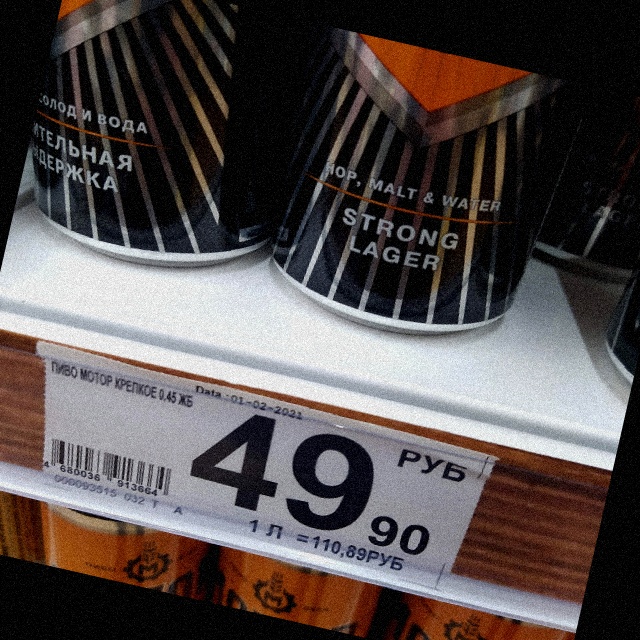 СОЛОД И ВОДА
ДЕРЖКА
HOP, MALT & WATER
STRONG
LAGER
ПИВО МОТОР КРЕПКОЕ 0,45 ЖБ
Data : 01-02-2021
49
90
РУБ
1 Л =110,89РУБ